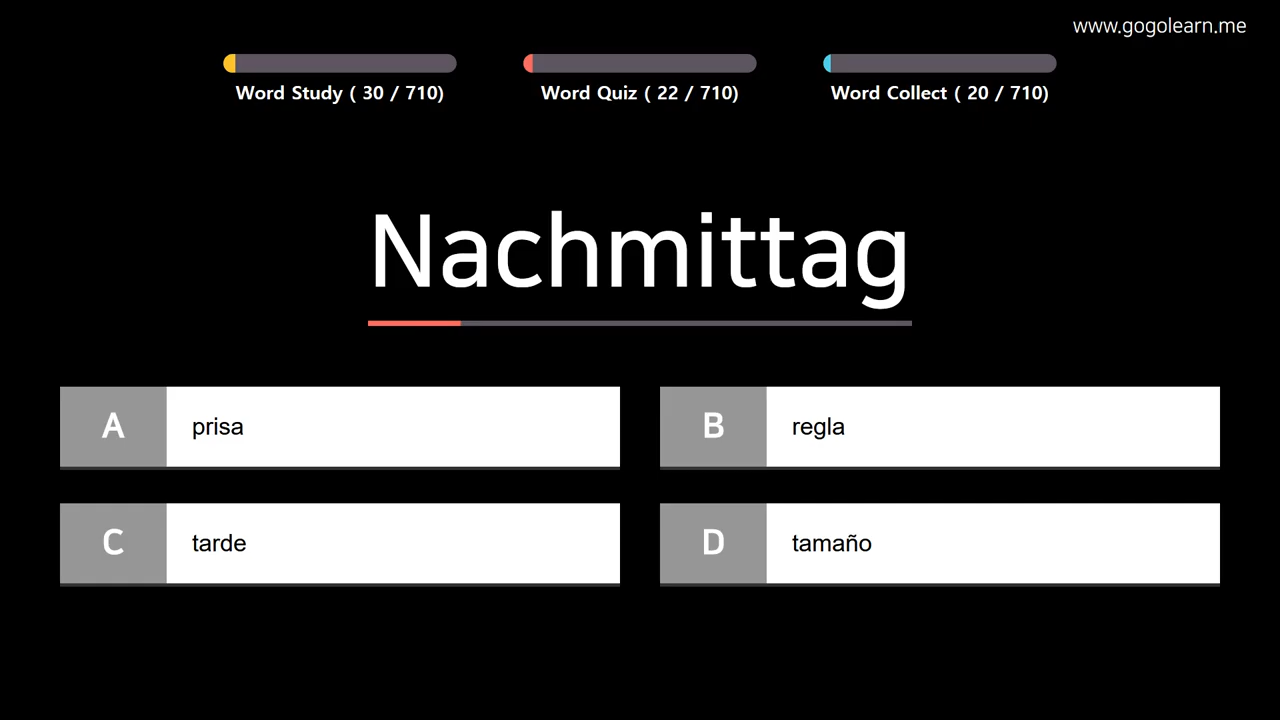 www.gogolearn.me
Word Study ( 30 / 710)
Word Quiz ( 22 / 710)
Word Collect ( 20 / 710)
Nachmittag
A prisa
B regla
C tarde
D tamaño